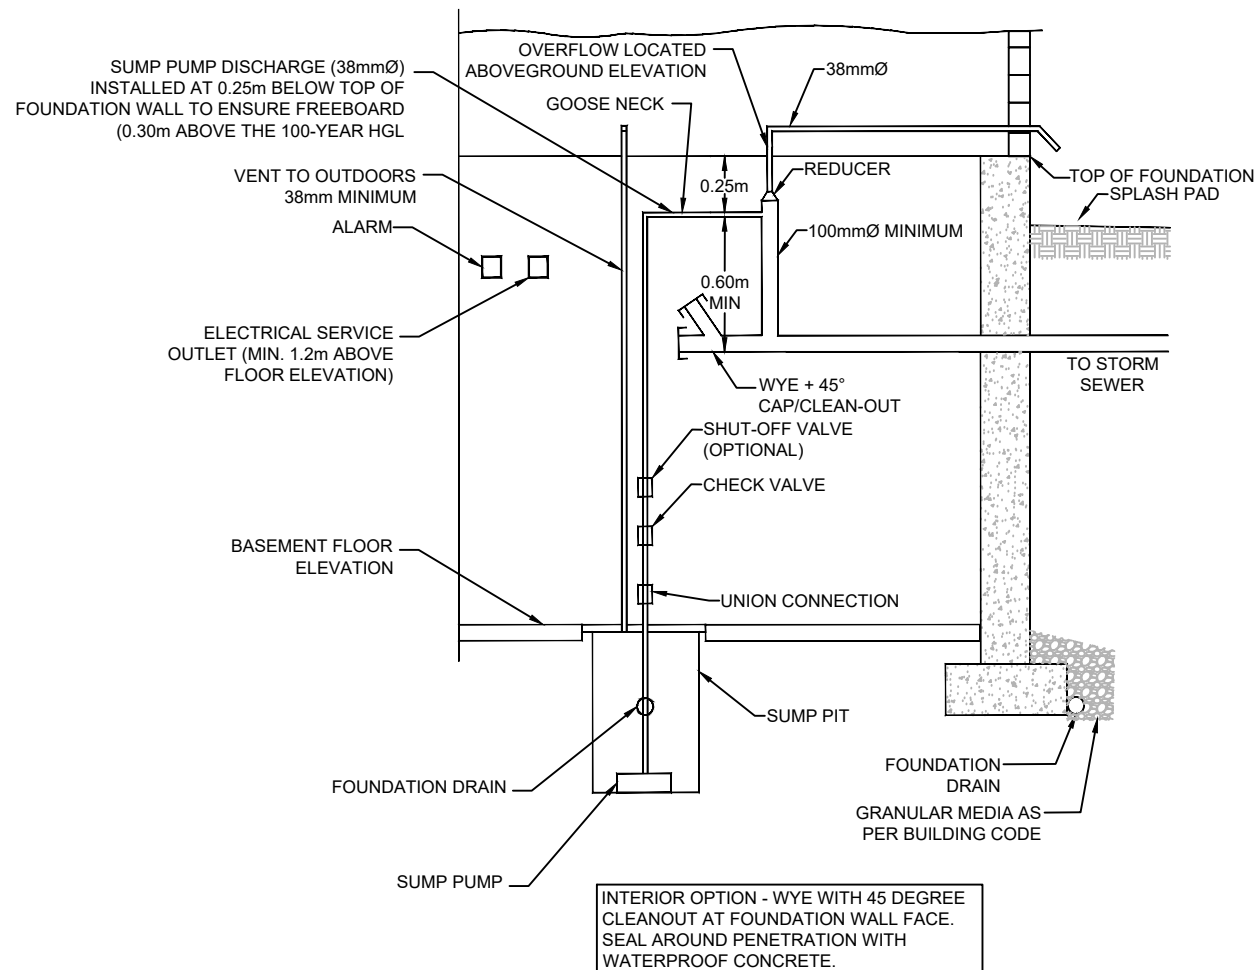 SUMP PUMP DISCHARGE (38mmØ)
INSTALLED AT 0.25m BELOW TOP OF
FOUNDATION WALL TO ENSURE FREEBOARD
(0.30m ABOVE THE 100-YEAR HGL
OVERFLOW LOCATED
ABOVEGROUND ELEVATION
38mmØ
GOOSE NECK
VENT TO OUTDOORS
38mm MINIMUM
0.25m
REDUCER
TOP OF FOUNDATION
SPLASH PAD
ALARM
100mmØ MINIMUM
0.60m
MIN
ELECTRICAL SERVICE
OUTLET (MIN. 1.2m ABOVE
FLOOR ELEVATION)
TO STORM
SEWER
WYE + 45°
CAP/CLEAN-OUT
SHUT-OFF VALVE
(OPTIONAL)
CHECK VALVE
BASEMENT FLOOR
ELEVATION
UNION CONNECTION
SUMP PIT
FOUNDATION DRAIN
FOUNDATION
DRAIN
GRANULAR MEDIA AS
PER BUILDING CODE
SUMP PUMP
INTERIOR OPTION - WYE WITH 45 DEGREE
CLEANOUT AT FOUNDATION WALL FACE.
SEAL AROUND PENETRATION WITH
WATERPROOF CONCRETE.